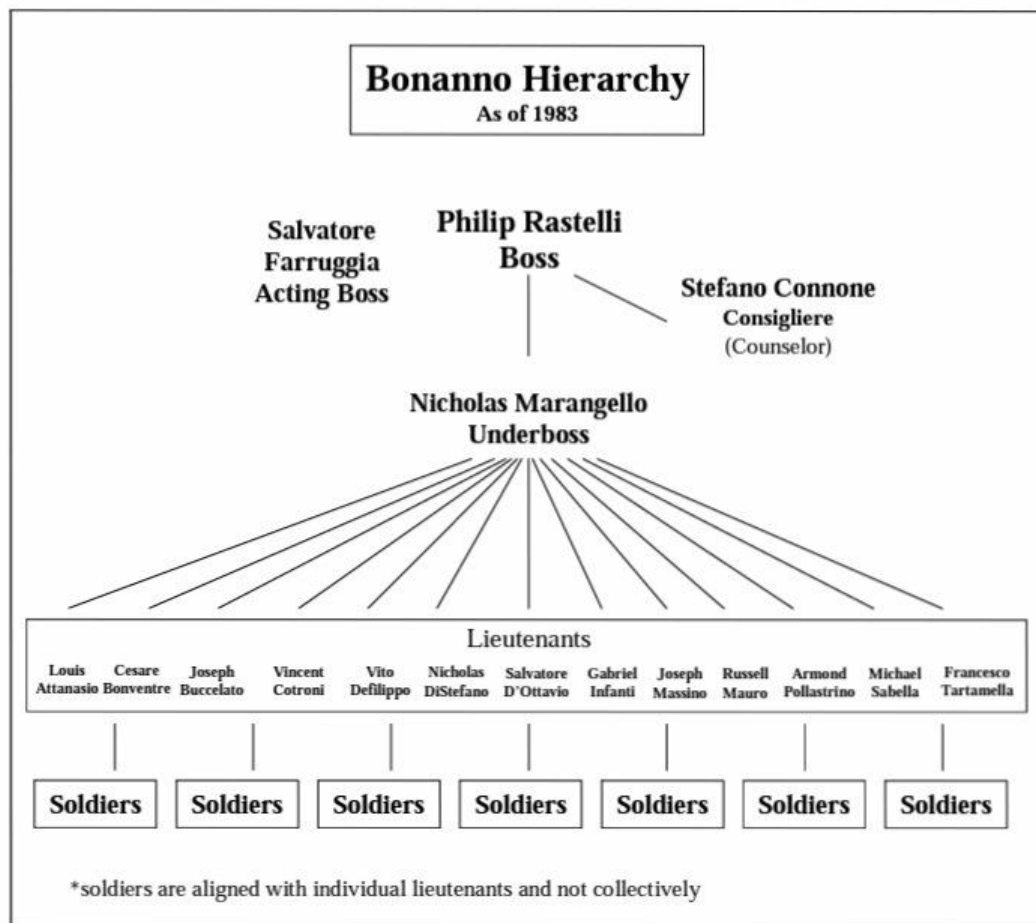 Bonanno Hierarchy
As of 1983
Salvatore
Farruggia
Acting Boss
Philip Rastelli
Boss
Stefano Connone
Consigliere
(Counselor)
Nicholas Marangello
Underboss
Lieutenants
Louis
Attanasio
Cesare
Bonventre
Joseph
Buccelato
Vincent
Cotroni
Vito
Defilippo
Nicholas
DiStefano
Salvatore
D'Ottavio
Gabriel
Infanti
Joseph
Massino
Russell
Mauro
Armond
Pollastrino
Michael
Sabella
Francesco
Tartamella
Soldiers
Soldiers
Soldiers
Soldiers
Soldiers
Soldiers
Soldiers
*soldiers are aligned with individual lieutenants and not collectively